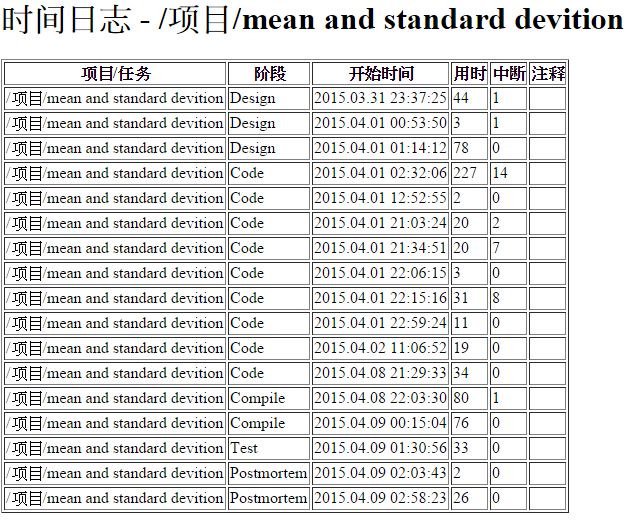 时间日志 - /项目/mean and standard devition
项目/任务 阶段 开始时间 用时 中断 注释
/项目/mean and standard devition Design 2015.03.31 23:37:25 44 1
/项目/mean and standard devition Design 2015.04.01 00:53:50 3 1
/项目/mean and standard devition Design 2015.04.01 01:14:12 78 0
/项目/mean and standard devition Code 2015.04.01 02:32:06 227 14
/项目/mean and standard devition Code 2015.04.01 12:52:55 2 0
/项目/mean and standard devition Code 2015.04.01 21:03:24 20 2
/项目/mean and standard devition Code 2015.04.01 21:34:51 20 7
/项目/mean and standard devition Code 2015.04.01 22:06:15 3 0
/项目/mean and standard devition Code 2015.04.01 22:15:16 31 8
/项目/mean and standard devition Code 2015.04.01 22:59:24 11 0
/项目/mean and standard devition Code 2015.04.02 11:06:52 19 0
/项目/mean and standard devition Code 2015.04.08 21:29:33 34 0
/项目/mean and standard devition Compile 2015.04.08 22:03:30 80 1
/项目/mean and standard devition Compile 2015.04.09 00:15:04 76 0
/项目/mean and standard devition Test 2015.04.09 01:30:56 33 0
/项目/mean and standard devition Postmortem 2015.04.09 02:03:43 2 0
/项目/mean and standard devition Postmortem 2015.04.09 02:58:23 26 0